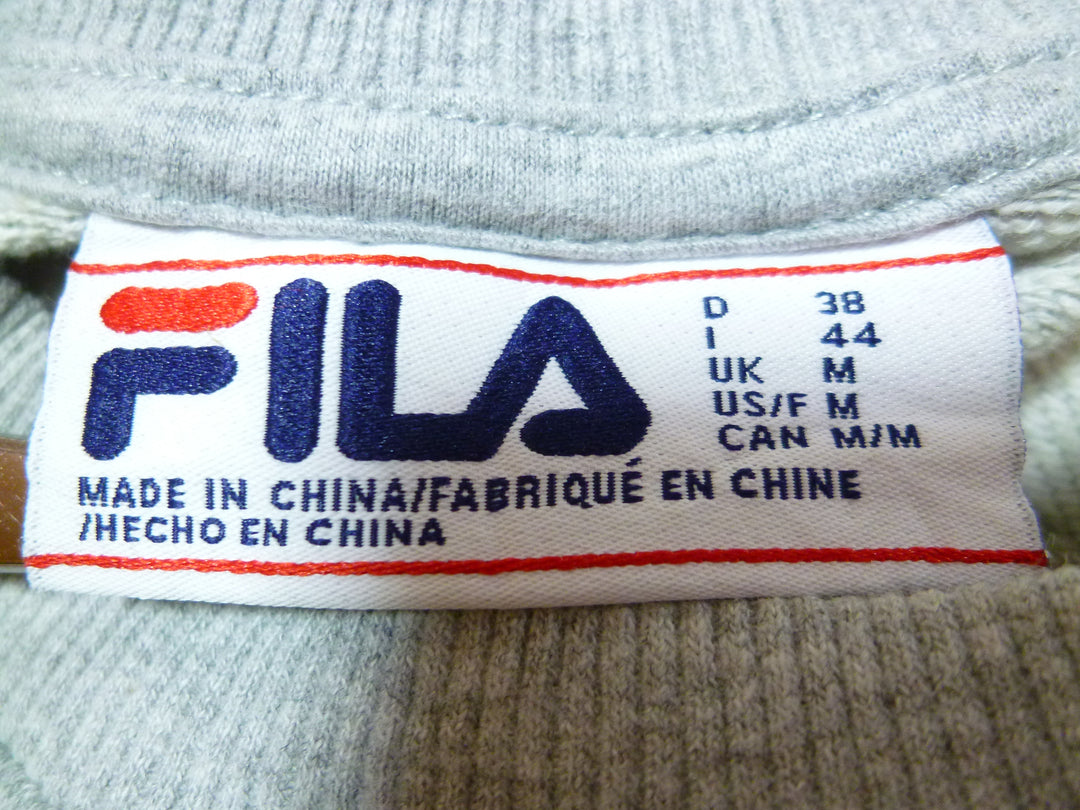 FILA
D 38
I 44
UK M
US/F M
CAN M/M
MADE IN CHINA/FABRIQUÉ EN CHINE
/HECHO EN CHINA